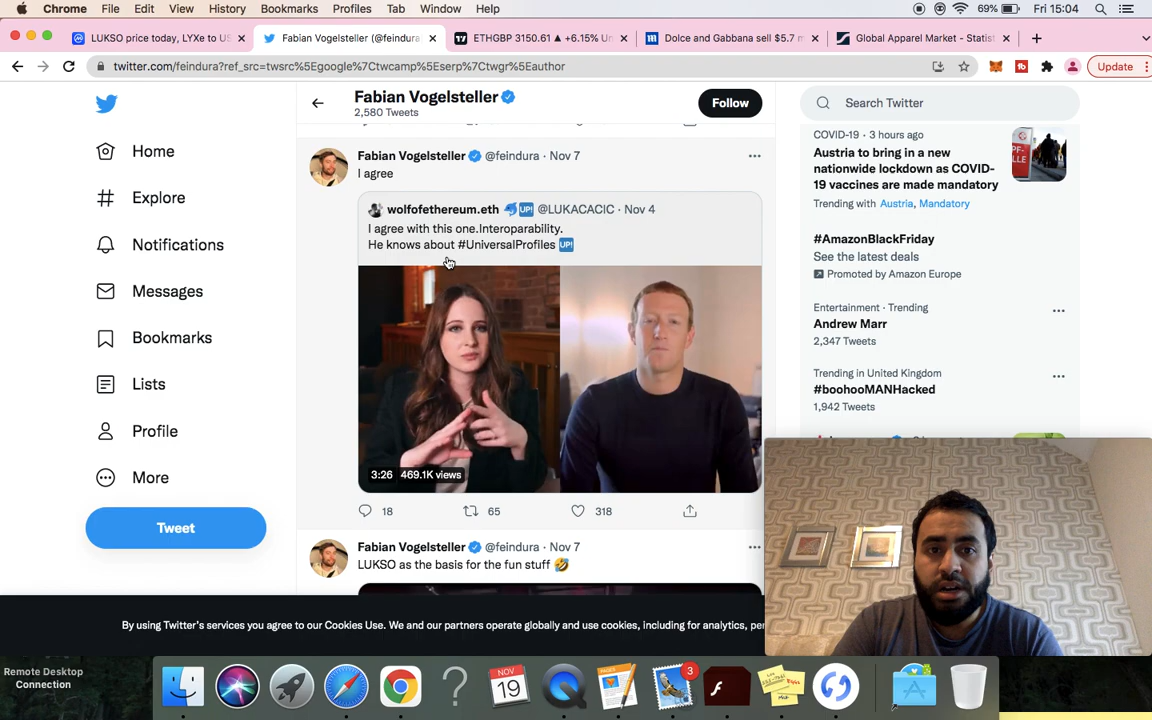 Chrome File Edit View History Bookmarks Profiles Tab Window Help 69% Fri 15:04
LUKSO price today, LYXe to US
Fabian Vogelsteller (@feindura
ETHGBP 3150.61 ▲ +6.15% Un
Dolce and Gabbana sell $5.7 m
Global Apparel Market - Statist
twitter.com/feindura?ref_src=twsrc%5Egoogle%7Ctwcamp%5Eserp%7Ctwgr%5Eauthor
Update
Home
Explore
Notifications
Messages
Bookmarks
Lists
Profile
More
Tweet
Fabian Vogelsteller
2,580 Tweets
Follow
Fabian Vogelsteller @feindura · Nov 7
I agree
wolfofethereum.eth 🐬UP! @LUKACACIC · Nov 4
I agree with this one.Interoparability.
He knows about #UniversalProfiles UP!
3:26 469.1K views
18 65 318
Fabian Vogelsteller @feindura · Nov 7
LUKSO as the basis for the fun stuff 🤣
Search Twitter
COVID-19 · 3 hours ago
Austria to bring in a new
nationwide lockdown as COVID-
19 vaccines are made mandatory
Trending with Austria, Mandatory
#AmazonBlackFriday
See the latest deals
Promoted by Amazon Europe
Entertainment · Trending
Andrew Marr
2,347 Tweets
Trending in United Kingdom
#boohooMANHacked
1,942 Tweets
By using Twitter's services you agree to our Cookies Use. We and our partners operate globally and use cookies, including for analytics, per
Remote Desktop
Connection
NOV
19
3